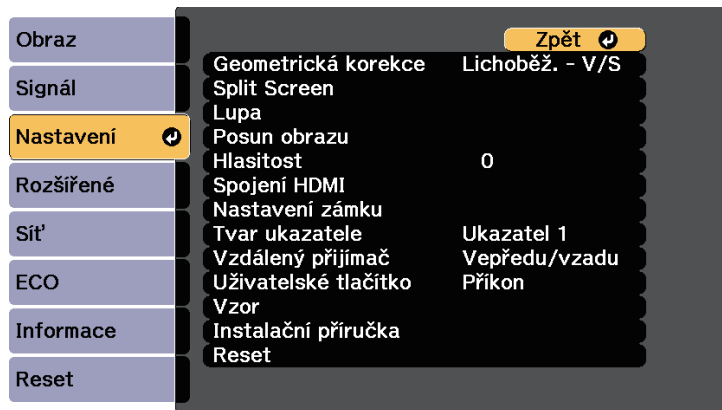 Obraz
Signál
Nastavení
Rozšířené
Síť
ECO
Informace
Reset
Zpět
Geometrická korekce Lichoběž. - V/S
Split Screen
Lupa
Posun obrazu
Hlasitost 0
Spojení HDMI
Nastavení zámku
Tvar ukazatele Ukazatel 1
Vzdálený přijímač Vepředu/vzadu
Uživatelské tlačítko Příkon
Vzor
Instalační příručka
Reset